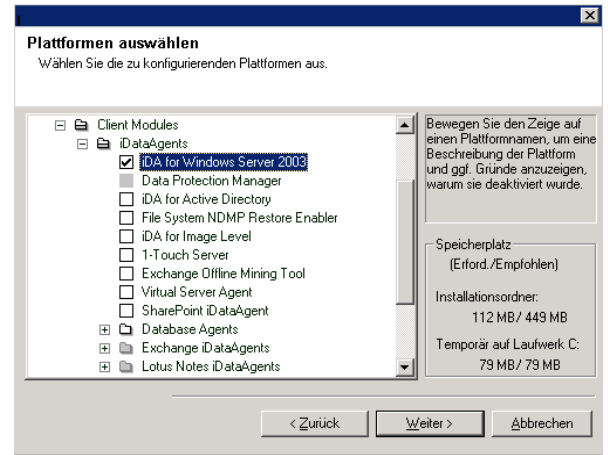 Plattformen auswählen
Wählen Sie die zu konfigurierenden Plattformen aus.
Client Modules
iDataAgents
iDA for Windows Server 2003
Data Protection Manager
iDA for Active Directory
File System NDMP Restore Enabler
iDA for Image Level
1-Touch Server
Exchange Offline Mining Tool
Virtual Server Agent
SharePoint iDataAgent
Database Agents
Exchange iDataAgents
Lotus Notes iDataAgents
Bewegen Sie den Zeige auf
einen Plattformnamen, um eine
Beschreibung der Plattform
und ggf. Gründe anzuzeigen,
warum sie deaktiviert wurde.
Speicherplatz
(Erford./Empfohlen)
Installationsordner:
112 MB/ 449 MB
Temporär auf Laufwerk C:
79 MB/ 79 MB
< Zurück
Weiter >
Abbrechen